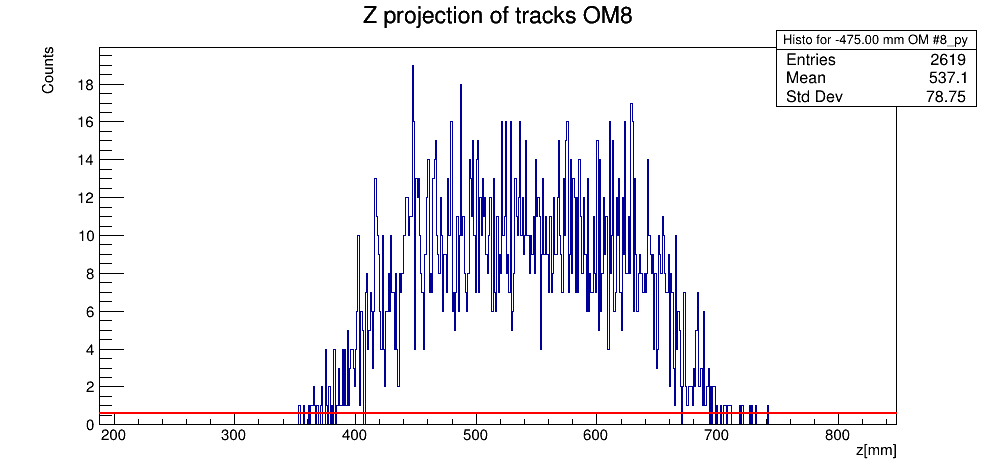 Z projection of tracks OM8
Histo for -475.00 mm OM #8_py
Entries 2619
Mean 537.1
Std Dev 78.75
Counts
18
16
14
12
10
8
6
4
2
0
200 300 400 500 600 700 800
z[mm]